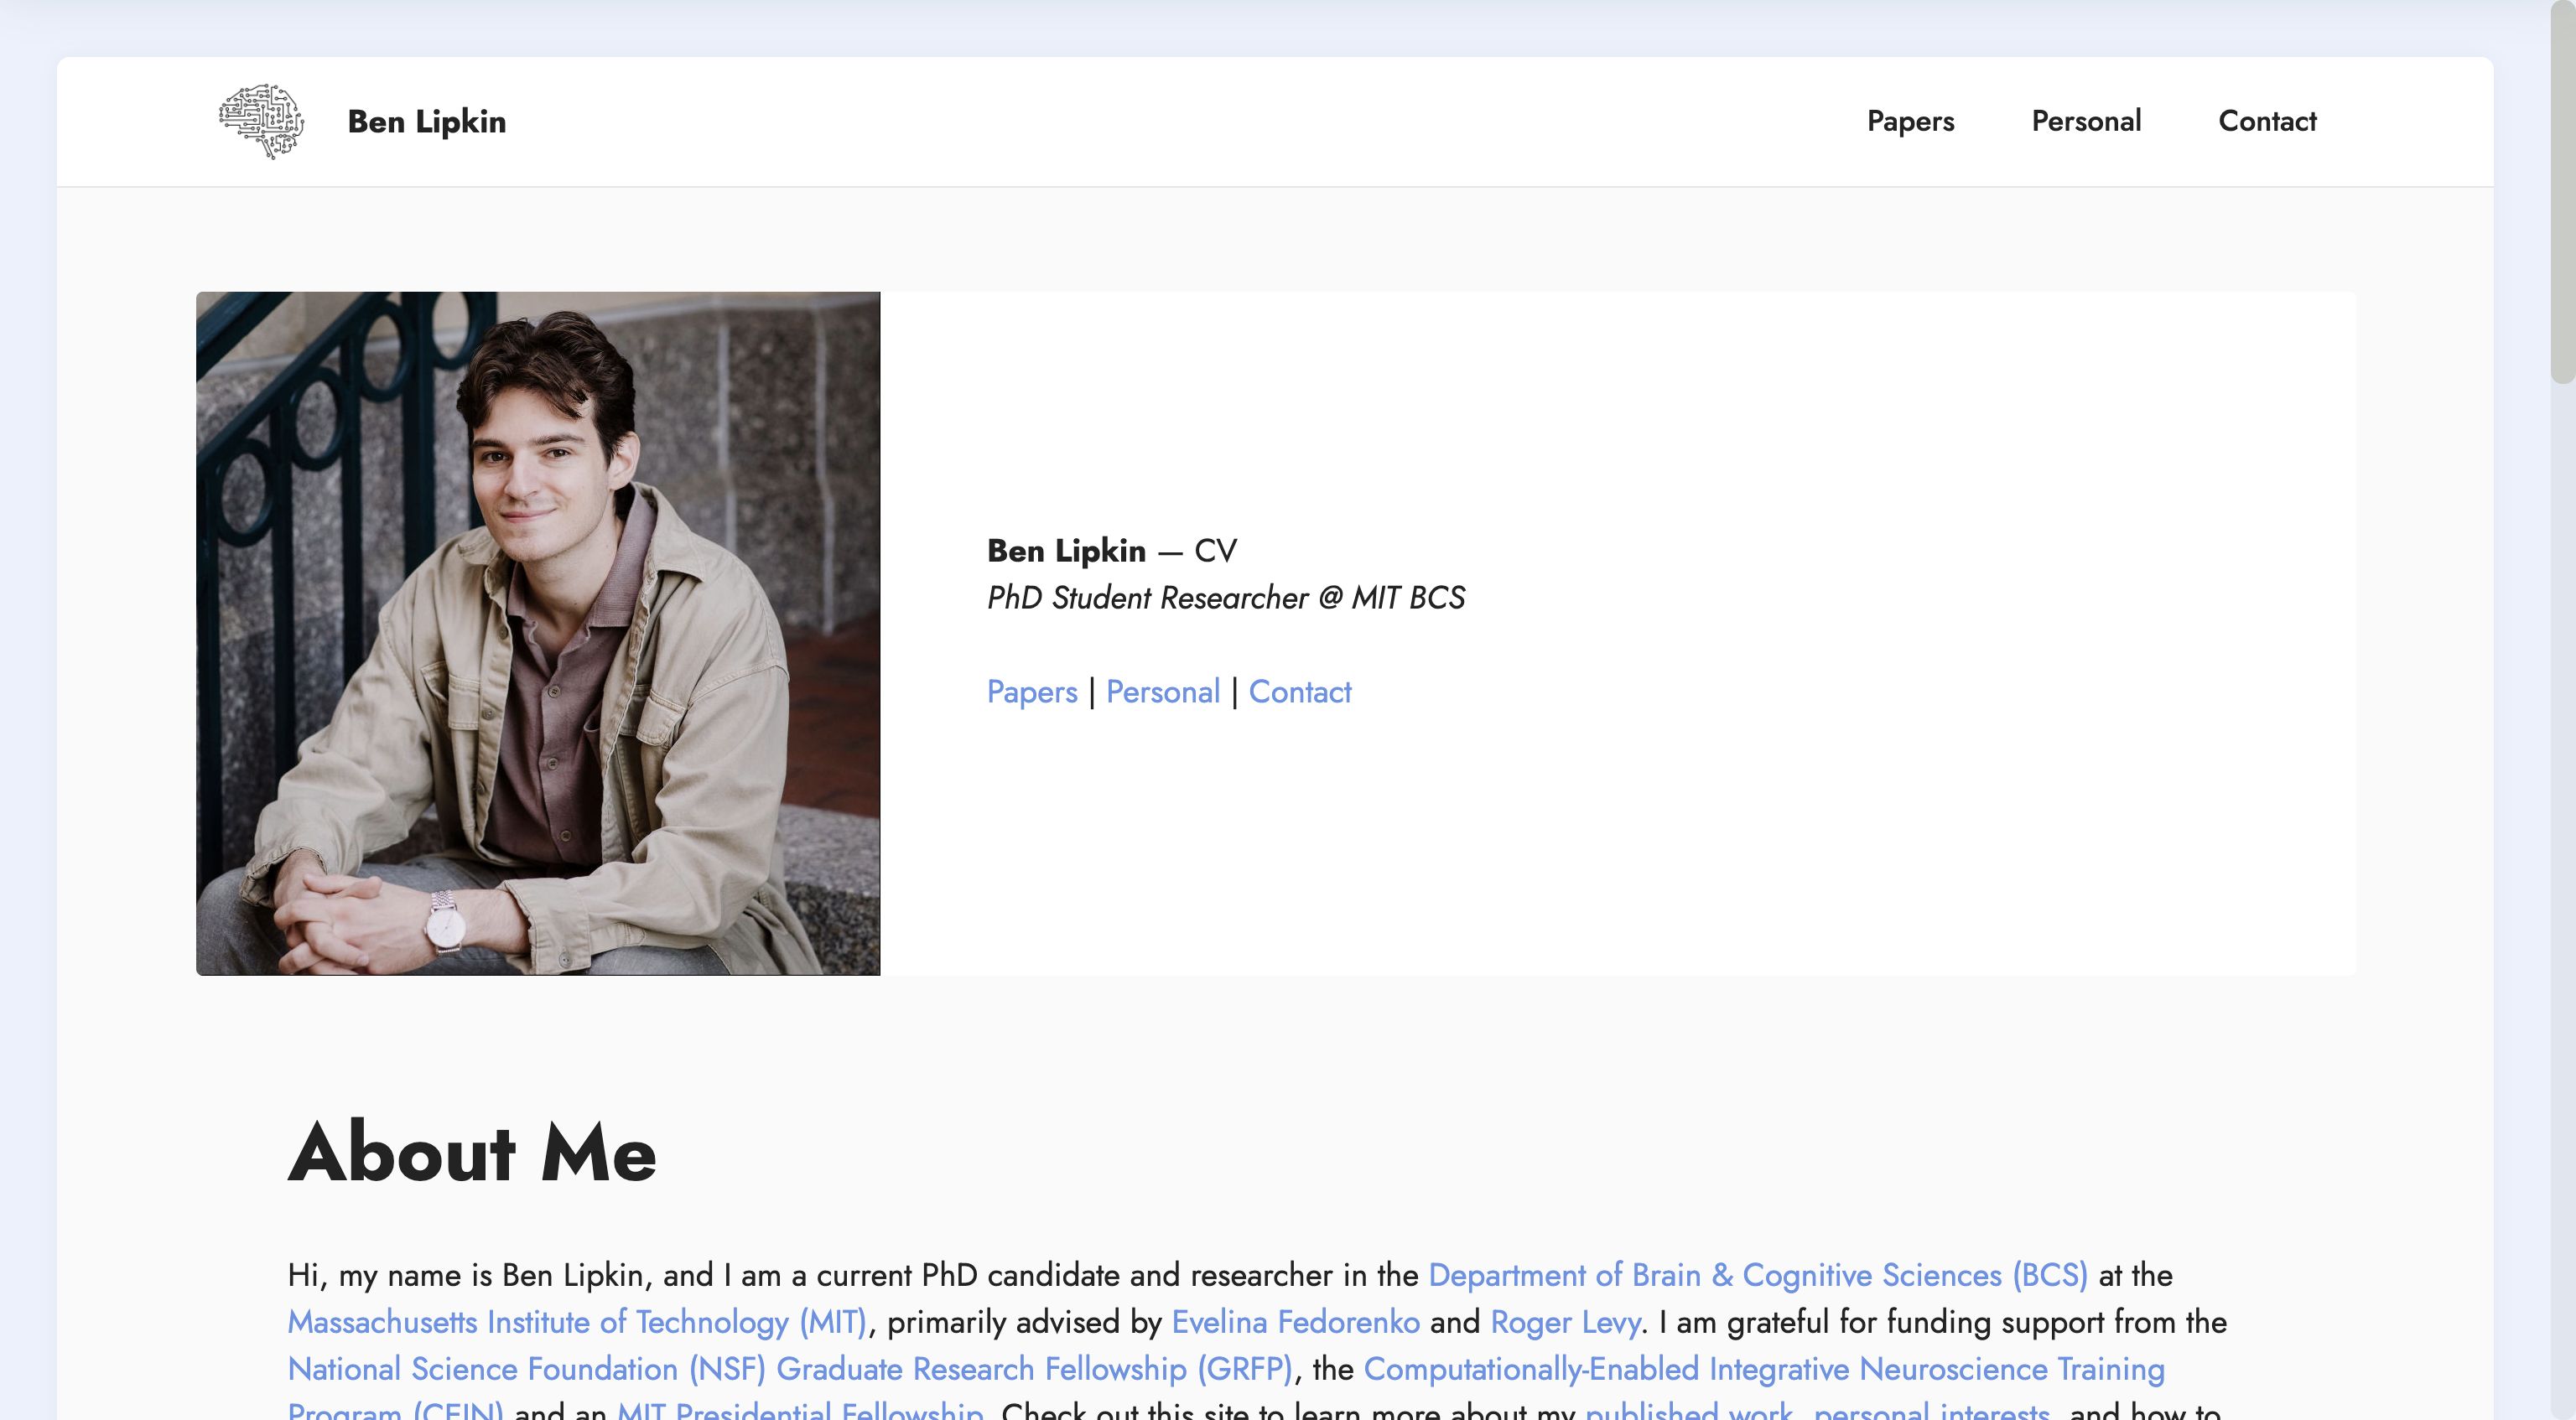 Ben Lipkin
Papers
Personal
Contact
Ben Lipkin — CV
PhD Student Researcher @ MIT BCS
Papers | Personal | Contact
About Me
Hi, my name is Ben Lipkin, and I am a current PhD candidate and researcher in the Department of Brain & Cognitive Sciences (BCS) at the
Massachusetts Institute of Technology (MIT), primarily advised by Evelina Fedorenko and Roger Levy. I am grateful for funding support from the
National Science Foundation (NSF) Graduate Research Fellowship (GRFP), the Computationally-Enabled Integrative Neuroscience Training
Program (CEIN) and an MIT Presidential Fellowship. Check out this site to learn more about my published work, personal interests, and how to